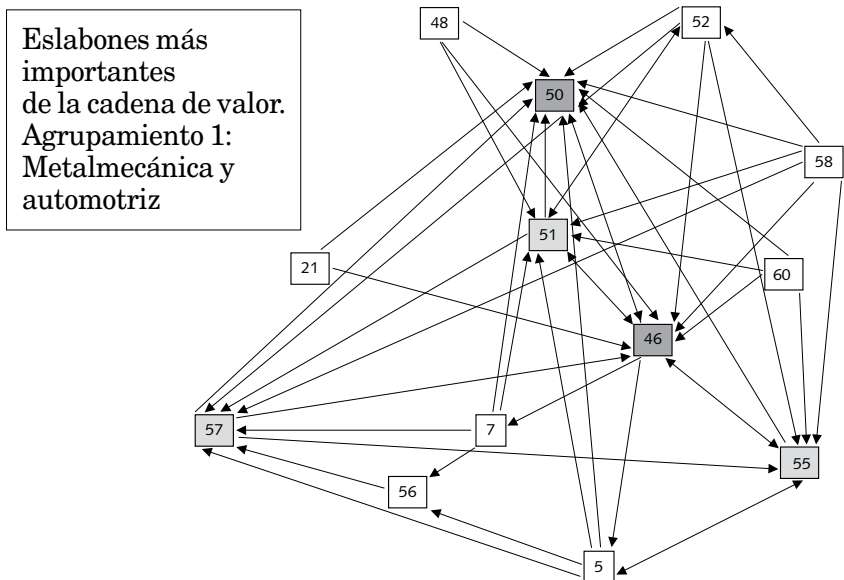 Eslabones más
importantes
de la cadena de valor.
Agrupamiento 1:
Metalmecánica y
automotriz
48
52
50
58
51
21
60
46
57
7
55
56
5